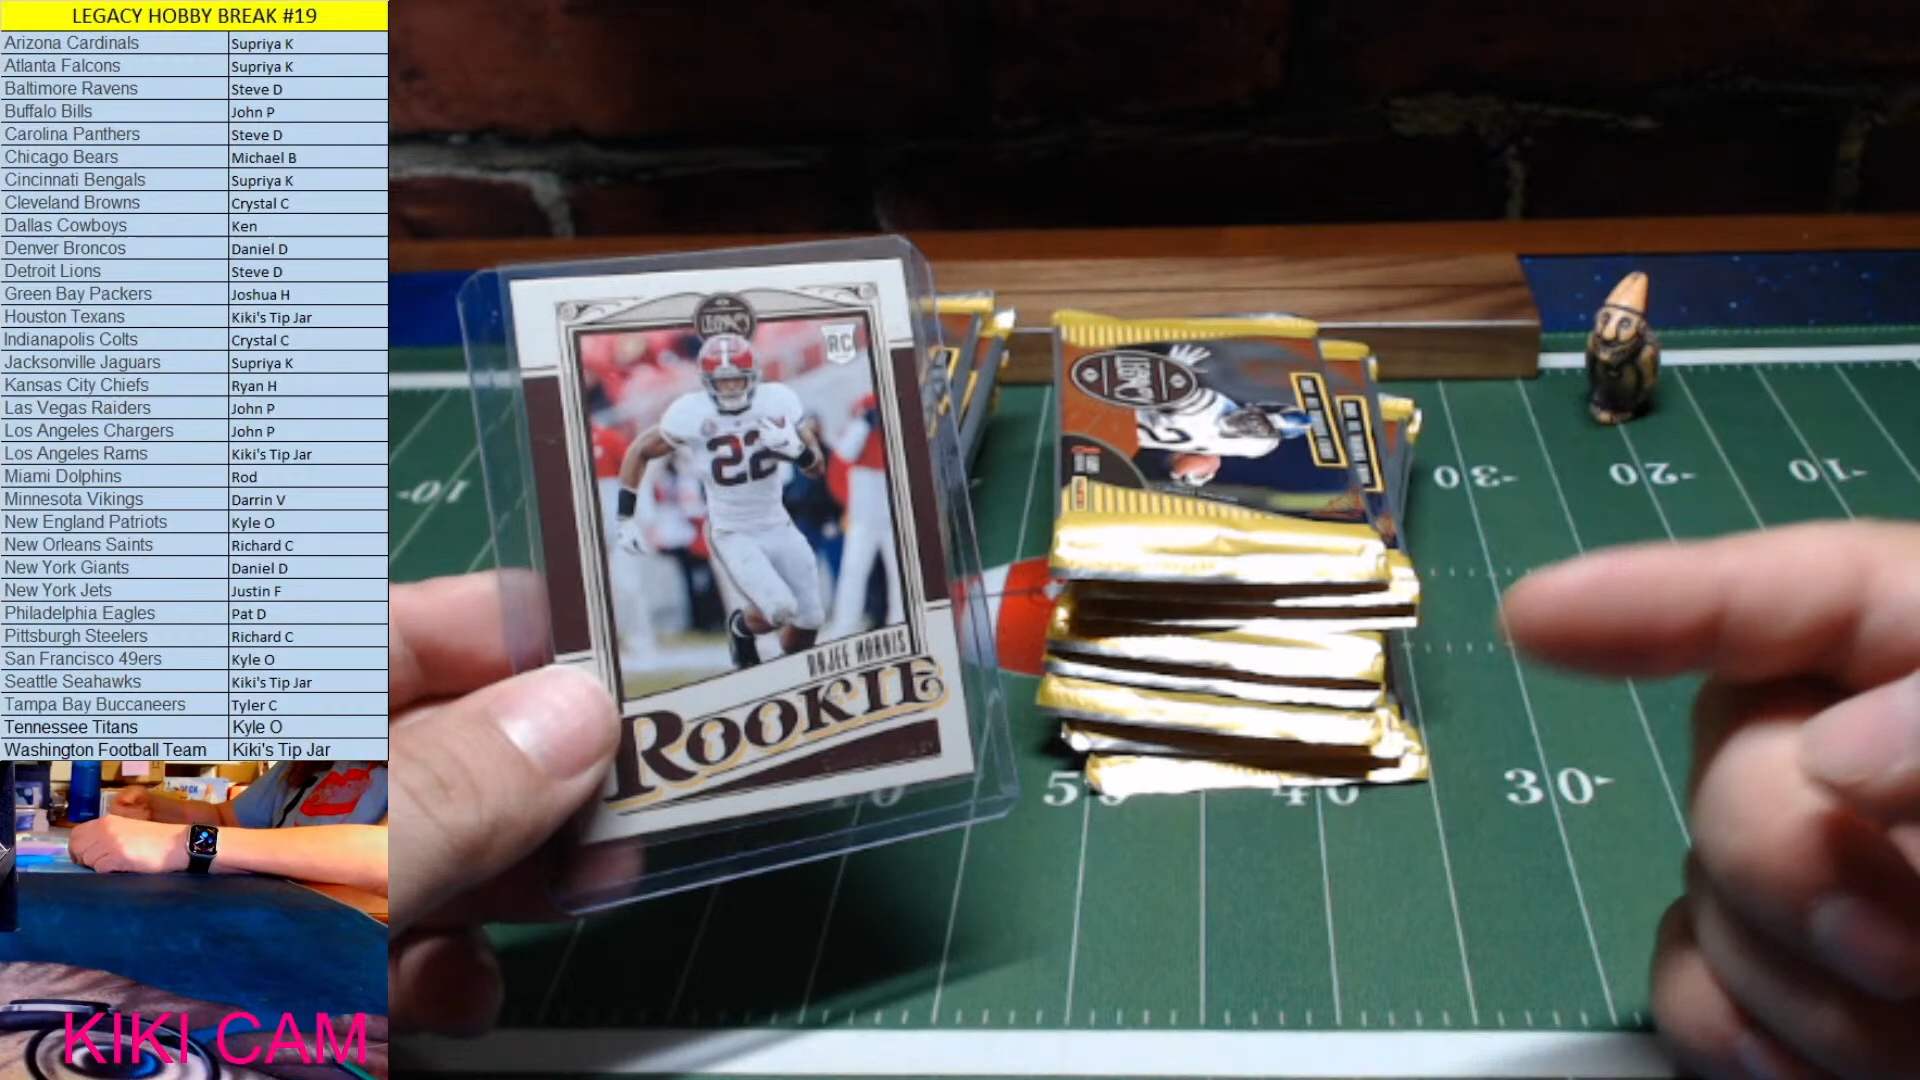 LEGACY HOBBY BREAK #19
Arizona Cardinals Supriya K
Atlanta Falcons Supriya K
Baltimore Ravens Steve D
Buffalo Bills John P
Carolina Panthers Steve D
Chicago Bears Michael B
Cincinnati Bengals Supriya K
Cleveland Browns Crystal C
Dallas Cowboys Ken
Denver Broncos Daniel D
Detroit Lions Steve D
Green Bay Packers Joshua H
Houston Texans Kiki's Tip Jar
Indianapolis Colts Crystal C
Jacksonville Jaguars Supriya K
Kansas City Chiefs Ryan H
Las Vegas Raiders John P
Los Angeles Chargers John P
Los Angeles Rams Kiki's Tip Jar
Miami Dolphins Rod
Minnesota Vikings Darrin V
New England Patriots Kyle O
New Orleans Saints Richard C
New York Giants Daniel D
New York Jets Justin F
Philadelphia Eagles Pat D
Pittsburgh Steelers Richard C
San Francisco 49ers Kyle O
Seattle Seahawks Kiki's Tip Jar
Tampa Bay Buccaneers Tyler C
Tennessee Titans Kyle O
Washington Football Team Kiki's Tip Jar
KIKI CAM
LEGACY
RC
22
NAJEE HARRIS
ROOKIE
LEGACY
-30-
20-
10-
-10
50
40
30-